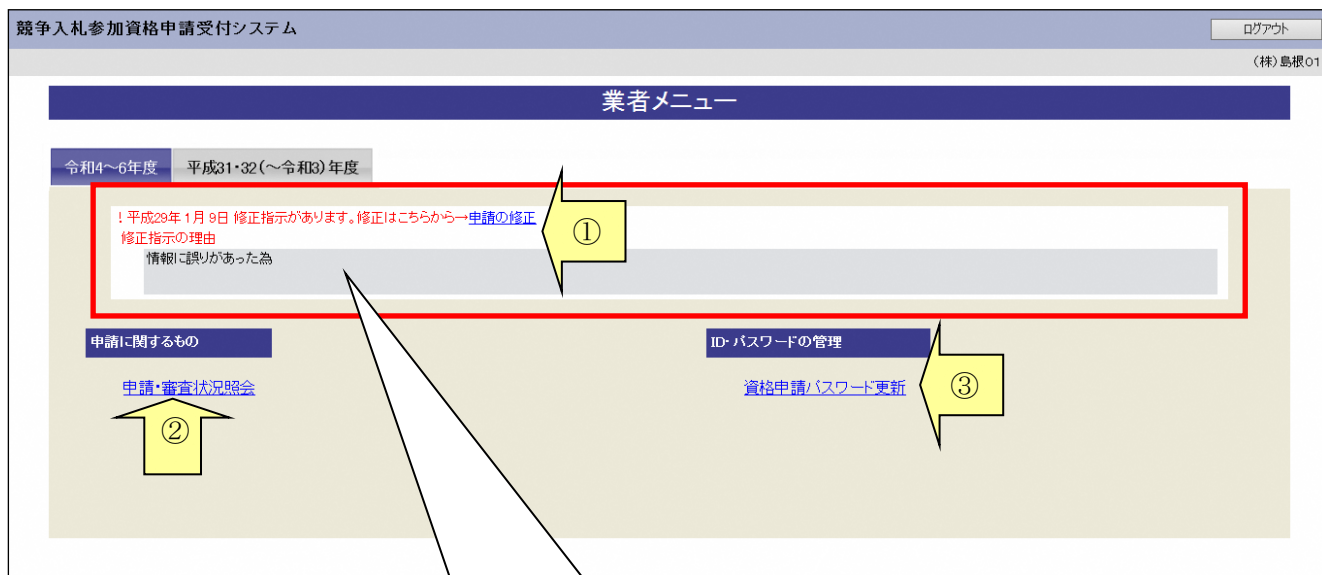 競争入札参加資格申請受付システム
ログアウト
(株)島根01
業者メニュー
令和4～6年度 平成31・32(～令和3)年度
！平成29年1月9日 修正指示があります。修正はこちらから→申請の修正
①
修正指示の理由
情報に誤りがあった為
申請に関するもの
ID・パスワードの管理
申請・審査状況照会
資格申請パスワード更新
③
②